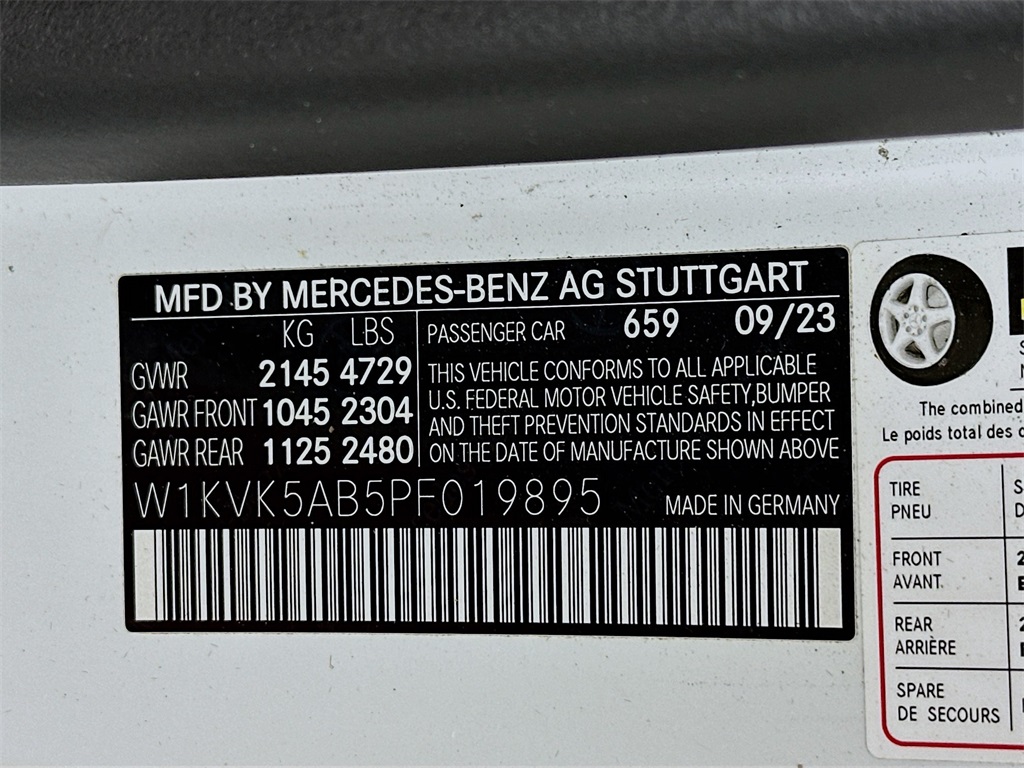 MFD BY MERCEDES-BENZ AG STUTTGART
KG LBS
GVWR 2145 4729
GAWR FRONT 1045 2304
GAWR REAR 1125 2480
PASSENGER CAR 659 09/23
THIS VEHICLE CONFORMS TO ALL APPLICABLE
U.S. FEDERAL MOTOR VEHICLE SAFETY,BUMPER
AND THEFT PREVENTION STANDARDS IN EFFECT
ON THE DATE OF MANUFACTURE SHOWN ABOVE
W1KVK5AB5PF019895
MADE IN GERMANY
The combined
Le poids total des
TIRE
PNEU
FRONT
AVANT
REAR
ARRIÈRE
SPARE
DE SECOURS